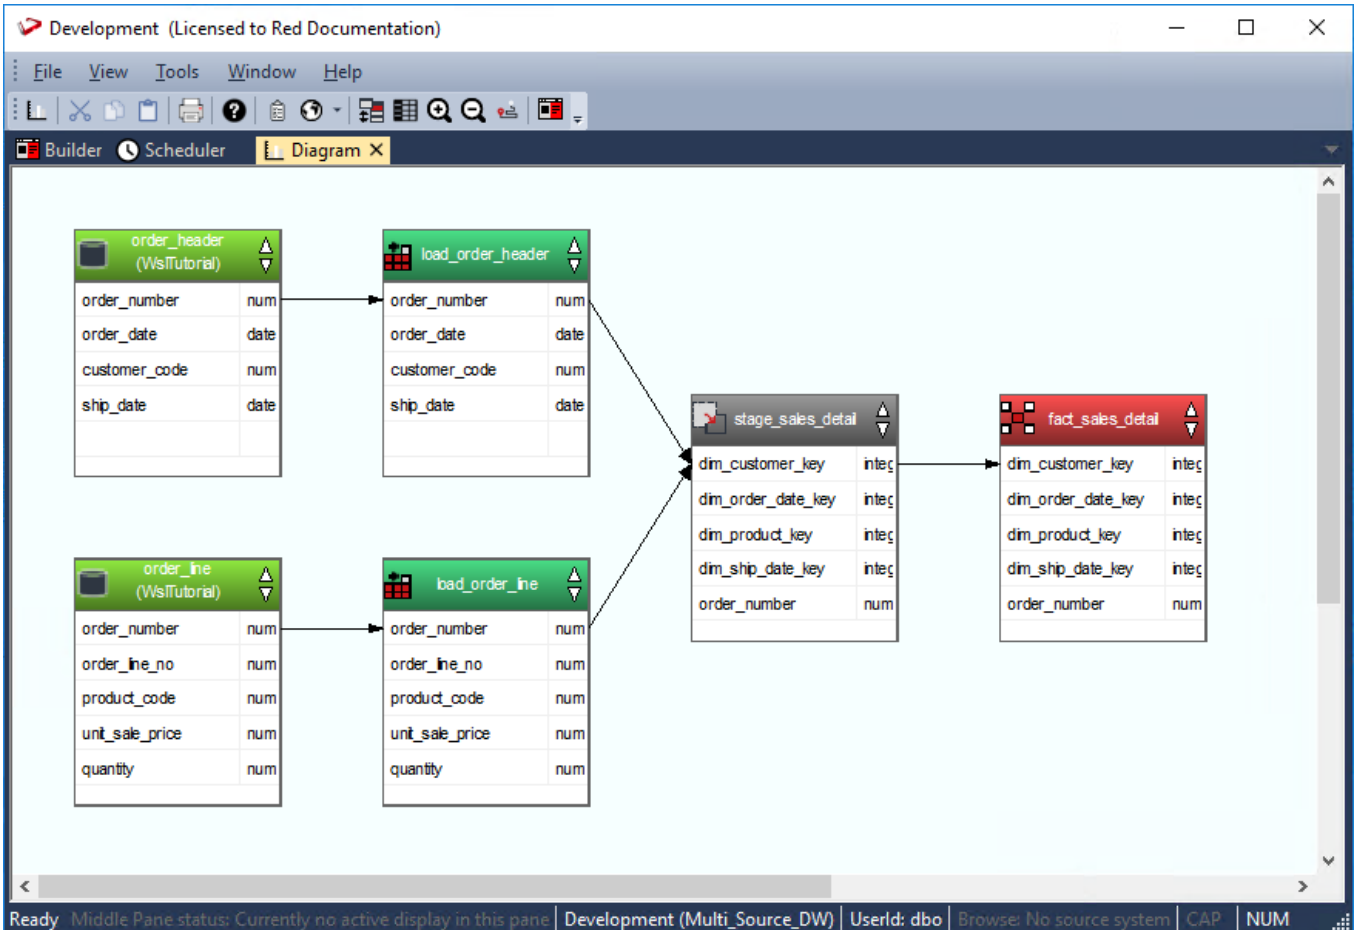 Development (Licensed to Red Documentation)
File View Tools Window Help
Builder Scheduler Diagram
order_header
(WslTutorial)
order_number num
order_date date
customer_code num
ship_date date
load_order_header
order_number num
order_date date
customer_code num
ship_date date
order_line
(WslTutorial)
order_number num
order_line_no num
product_code num
unit_sale_price num
quantity num
load_order_line
order_number num
order_line_no num
product_code num
unit_sale_price num
quantity num
stage_sales_detail
dim_customer_key integ
dim_order_date_key integ
dim_product_key integ
dim_ship_date_key integ
order_number num
fact_sales_detail
dim_customer_key integ
dim_order_date_key integ
dim_product_key integ
dim_ship_date_key integ
order_number num
Ready Middle Pane status: Currently no active display in this pane Development (Multi_Source_DW) UserId: dbo Browse: No source system CAP NUM